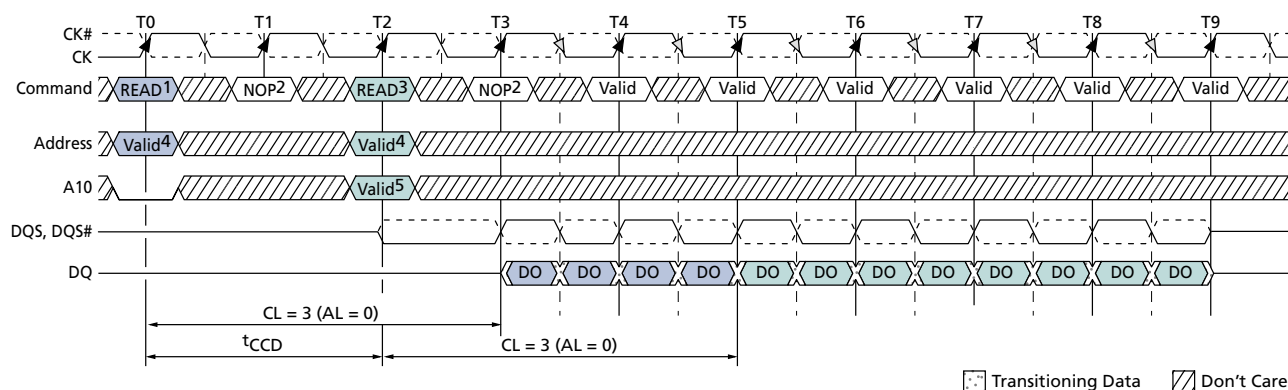 T0 T1 T2 T3 T4 T5 T6 T7 T8 T9
CK#
CK
Command READ1 NOP2 READ3 NOP2 Valid Valid Valid Valid Valid Valid
Address Valid4 Valid4
A10 Valid5
DQS, DQS#
DQ DO DO DO DO DO DO DO DO DO DO DO DO
CL = 3 (AL = 0)
tCCD CL = 3 (AL = 0)
Transitioning Data Don't Care